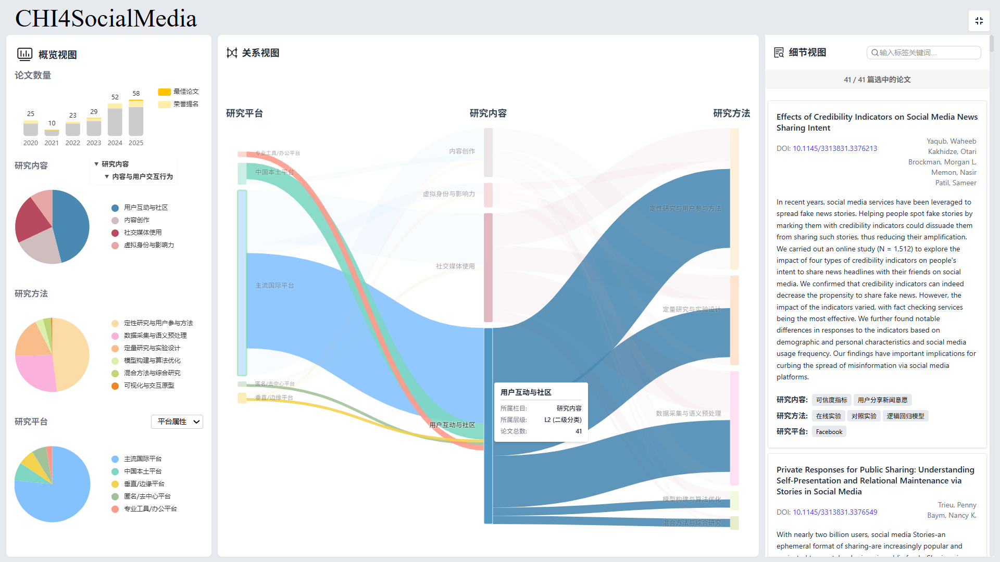 CHI4SocialMedia
概览视图
论文数量
最佳论文
荣誉提名
25
10
23
29
52
58
2020
2021
2022
2023
2024
2025
研究内容
▼ 研究内容
▼ 内容与用户交互行为
用户互动与社区
内容创作
社交媒体使用
虚拟身份与影响力
研究方法
定性研究与用户参与方法
数据采集与语义预处理
定量研究与实验设计
模型构建与算法优化
混合方法与综合研究
可视化与交互原型
研究平台
平台属性
主流国际平台
中国本土平台
垂直/边缘平台
匿名/去中心平台
专业工具/办公平台
关系视图
研究平台
研究内容
研究方法
专业工具/办公平台
中国本土平台
主流国际平台
匿名/去中心平台
垂直/边缘平台
内容创作
虚拟身份与影响力
社交媒体使用
用户互动与社区
定性研究与用户参与方法
定量研究与实验设计
数据采集与语义预处理
模型构建与算法优化
混合方法与综合研究
用户互动与社区
所属栏目: 研究内容
所属层级: L2 (二级分类)
论文总数: 41
细节视图
输入标签关键词...
41 / 41 篇选中的论文
Effects of Credibility Indicators on Social Media News
Sharing Intent
DOI: 10.1145/3313831.3376213
Yaqub, Waheeb
Kakhidze, Otari
Brockman, Morgan L.
Memon, Nasir
Patil, Sameer
In recent years, social media services have been leveraged to
spread fake news stories. Helping people spot fake stories by
marking them with credibility indicators could dissuade them
from sharing such stories, thus reducing their amplification.
We carried out an online study (N = 1,512) to explore the
impact of four types of credibility indicators on people's
intent to share news headlines with their friends on social
media. We confirmed that credibility indicators can indeed
decrease the propensity to share fake news. However, the
impact of the indicators varied, with fact checking services
being the most effective. We further found notable
differences in responses to the indicators based on
demographic and personal characteristics and social media
usage frequency. Our findings have important implications for
curbing the spread of misinformation via social media
platforms.
研究内容: 可信度指标 用户分享新闻意愿
研究方法: 在线实验 对照实验 逻辑回归模型
研究平台: Facebook
Private Responses for Public Sharing: Understanding
Self-Presentation and Relational Maintenance via
Stories in Social Media
DOI: 10.1145/3313831.3376549
Trieu, Penny
Baym, Nancy K.
With nearly two billion users, social media Stories-an
ephemeral format of sharing-are increasingly popular and